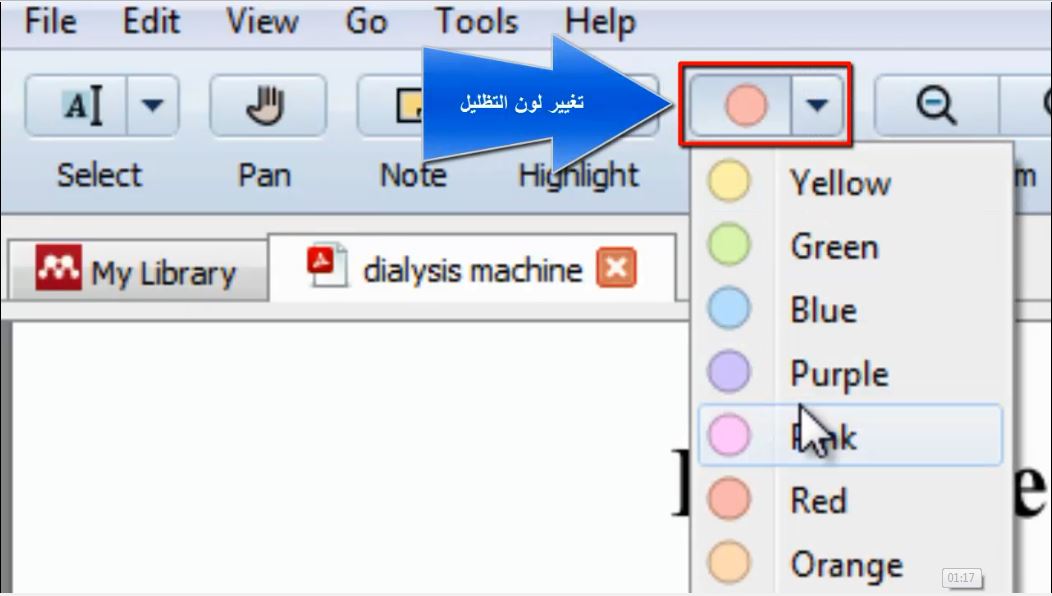 File Edit View Go Tools Help
تغيير لون التظليل
Select Pan Note Highlight
My Library dialysis machine
Yellow
Green
Blue
Purple
Pink
Red
Orange
01:17